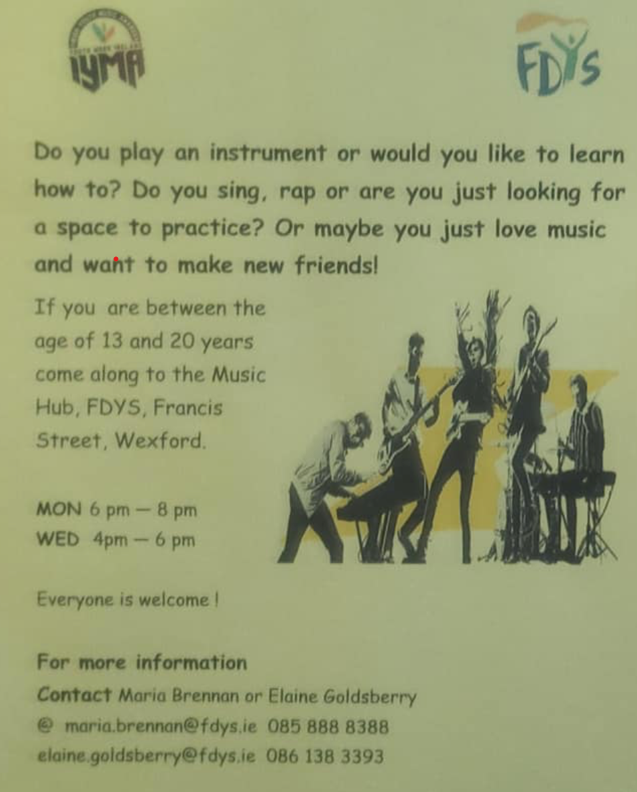 IYMA
FDYS
Do you play an instrument or would you like to learn
how to? Do you sing, rap or are you just looking for
a space to practice? Or maybe you just love music
and want to make new friends!
If you are between the
age of 13 and 20 years
come along to the Music
Hub, FDYS, Francis
Street, Wexford.
MON 6 pm – 8 pm
WED 4pm – 6 pm
Everyone is welcome !
For more information
Contact Maria Brennan or Elaine Goldsberry
@ maria.brennan@fdys.ie 085 888 8388
elaine.goldsberry@fdys.ie 086 138 3393